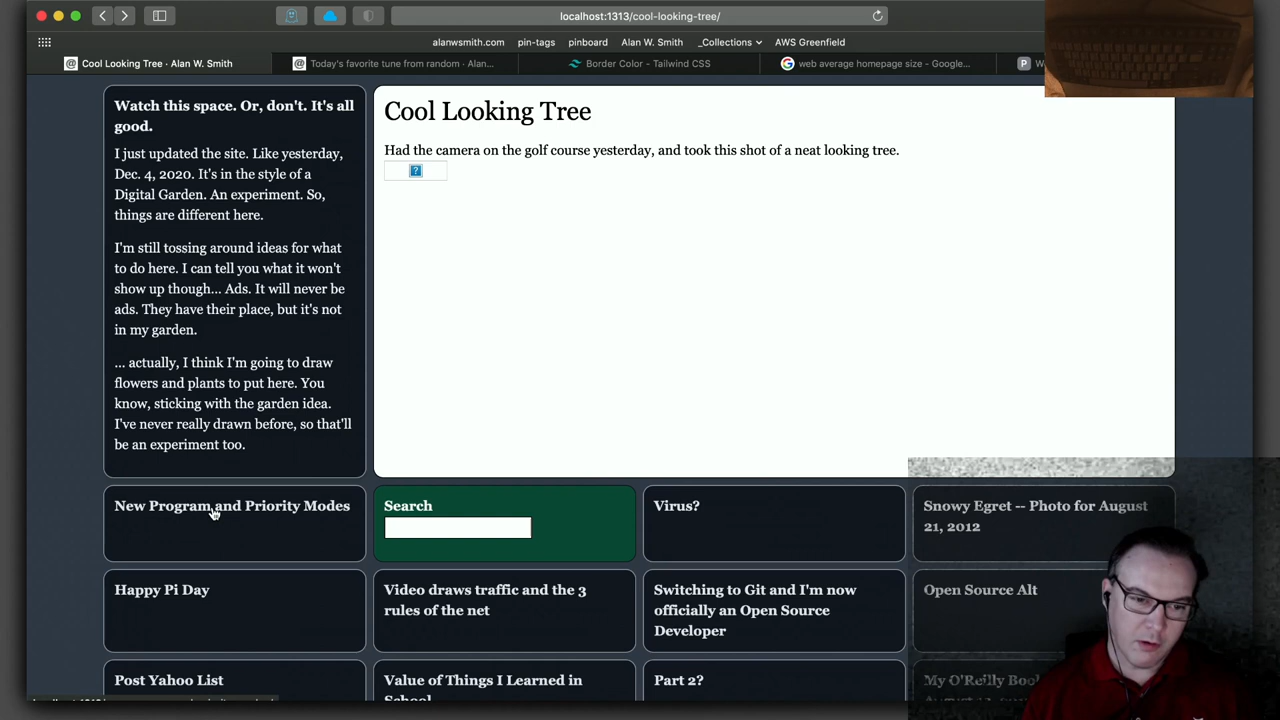 localhost:1313/cool-looking-tree/
alanwsmith.com pin-tags pinboard Alan W. Smith _Collections AWS Greenfield
@ Cool Looking Tree · Alan W. Smith
@ Today's favorite tune from random · Alan...
Border Color - Tailwind CSS
web average homepage size - Google...
P
Watch this space. Or, don't. It's all
good.
I just updated the site. Like yesterday,
Dec. 4, 2020. It's in the style of a
Digital Garden. An experiment. So,
things are different here.
I'm still tossing around ideas for what
to do here. I can tell you what it won't
show up though... Ads. It will never be
ads. They have their place, but it's not
in my garden.
... actually, I think I'm going to draw
flowers and plants to put here. You
know, sticking with the garden idea.
I've never really drawn before, so that'll
be an experiment too.
Cool Looking Tree
Had the camera on the golf course yesterday, and took this shot of a neat looking tree.
?
New Program and Priority Modes
Search
Virus?
Snowy Egret -- Photo for August
21, 2012
Happy Pi Day
Video draws traffic and the 3
rules of the net
Switching to Git and I'm now
officially an Open Source
Developer
Open Source Alt
Post Yahoo List
Value of Things I Learned in
School
Part 2?
My O'Reilly